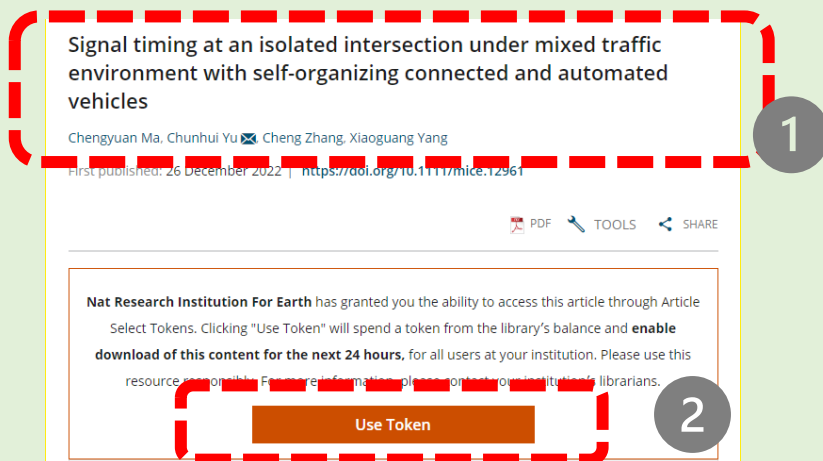 Signal timing at an isolated intersection under mixed traffic
environment with self-organizing connected and automated
vehicles
Chengyuan Ma, Chunhui Yu, Cheng Zhang, Xiaoguang Yang
1
First published: 26 December 2022 | https://doi.org/10.1111/mice.12961
PDF TOOLS SHARE
Nat Research Institution For Earth has granted you the ability to access this article through Article
Select Tokens. Clicking "Use Token" will spend a token from the library's balance and enable
download of this content for the next 24 hours, for all users at your institution. Please use this
resource responsibly. For more information, please contact your institution's librarians.
Use Token
2